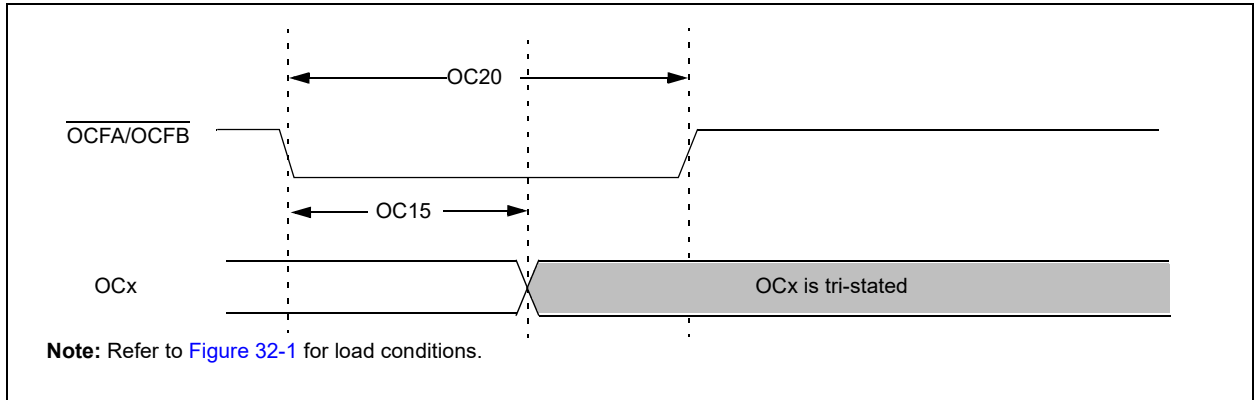 OC20
OCFA/OCFB
OC15
OCx
OCx is tri-stated
Note: Refer to Figure 32-1 for load conditions.